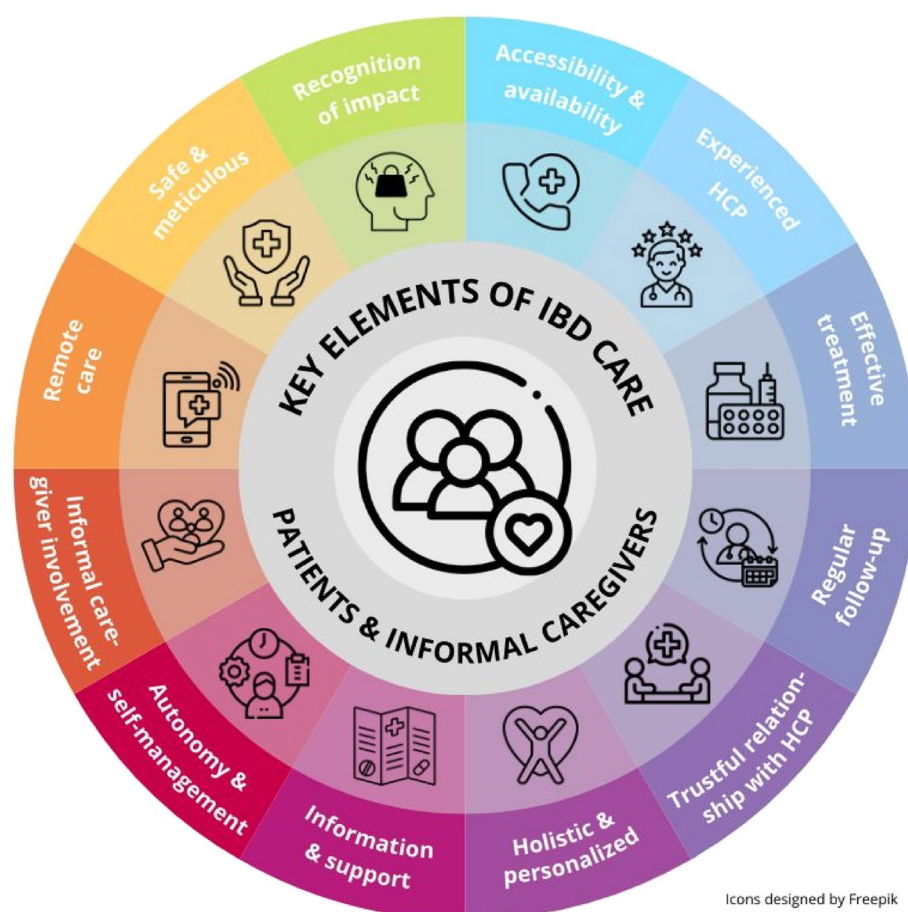 KEY ELEMENTS OF IBD CARE
PATIENTS & INFORMAL CAREGIVERS
Accessibility &
availability
Experienced
HCP
Effective
treatment
Regular
follow-up
Trustful relation-
ship with HCP
Holistic &
personalized
Information
& support
Autonomy &
self-management
Informal care-
giver involvement
Remote
care
Safe &
meticulous
Recognition
of impact
Icons designed by Freepik